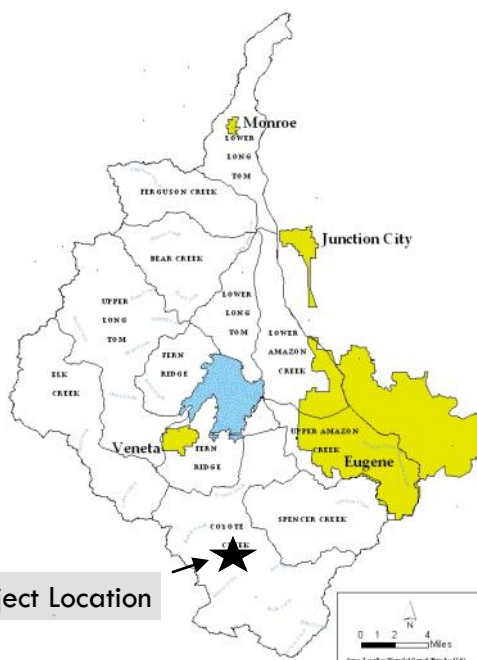 Monroe
LOWER
LONG
TOM
FERGUSON CREEK
Junction City
BEAR CREEK
UPPER
LONG
TOM
LOWER
LONG
TOM
LOWER
AMAZON
CREEK
FERN
RIDGE
ELK
CREEK
UPPER AMAZON
CREEK
Veneta
FERN
RIDGE
Eugene
COYOTE
CREEK
SPENCER CREEK
ject Location
N
0 1 2 4
Miles